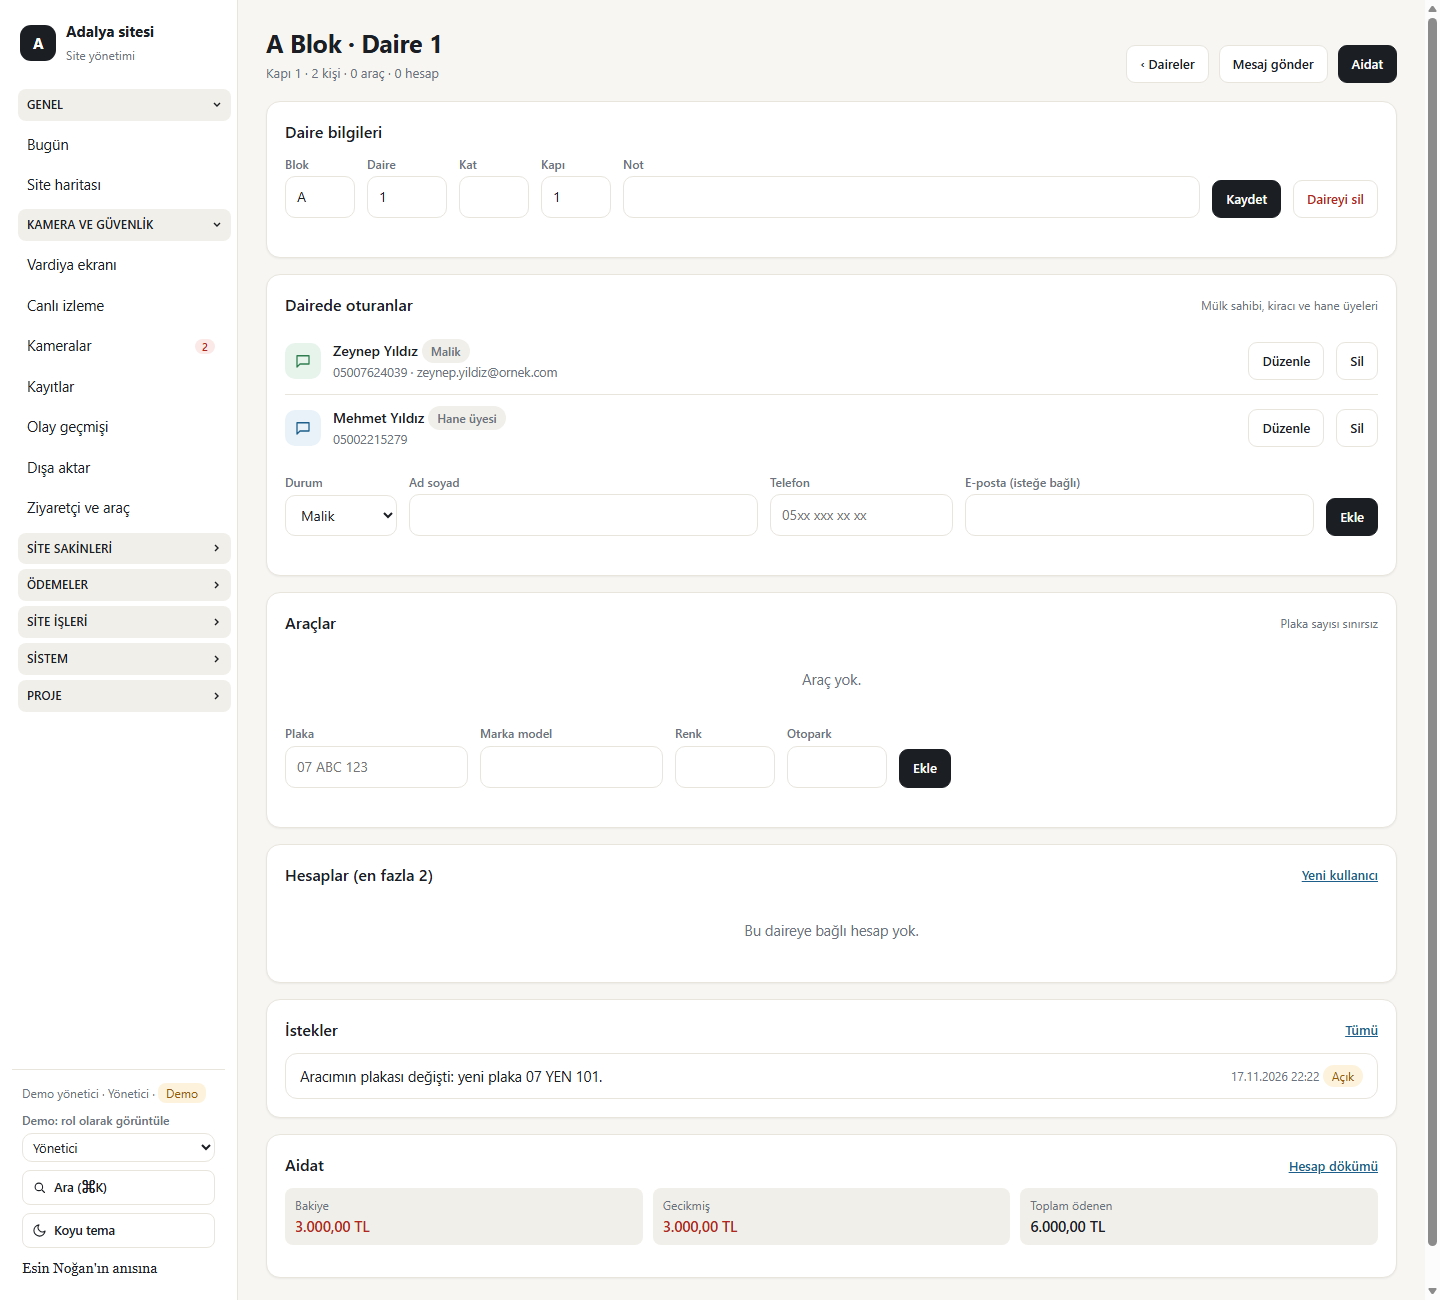 A
Adalya sitesi
Site yönetimi
GENEL
Bugün
Site haritası
KAMERA VE GÜVENLİK
Vardiya ekranı
Canlı izleme
Kameralar 2
Kayıtlar
Olay geçmişi
Dışa aktar
Ziyaretçi ve araç
SİTE SAKİNLERİ
ÖDEMELER
SİTE İŞLERİ
SİSTEM
PROJE
Demo yönetici · Yönetici · Demo
Demo: rol olarak görüntüle
Yönetici
Ara (⌘K)
Koyu tema
Esin Noğan'ın anısına
A Blok · Daire 1
Kapı 1 · 2 kişi · 0 araç · 0 hesap
‹ Daireler Mesaj gönder Aidat
Daire bilgileri
Blok Daire Kat Kapı Not
A 1 1 Kaydet Daireyi sil
Dairede oturanlar Mülk sahibi, kiracı ve hane üyeleri
Zeynep Yıldız Malik
05007624039 · zeynep.yildiz@ornek.com
Düzenle Sil
Mehmet Yıldız Hane üyesi
05002215279
Düzenle Sil
Durum Ad soyad Telefon E-posta (isteğe bağlı)
Malik 05xx xxx xx xx Ekle
Araçlar Plaka sayısı sınırsız
Araç yok.
Plaka Marka model Renk Otopark
07 ABC 123 Ekle
Hesaplar (en fazla 2) Yeni kullanıcı
Bu daireye bağlı hesap yok.
İstekler Tümü
Aracımın plakası değişti: yeni plaka 07 YEN 101. 17.11.2026 22:22 Açık
Aidat Hesap dökümü
Bakiye Gecikmiş Toplam ödenen
3.000,00 TL 3.000,00 TL 6.000,00 TL